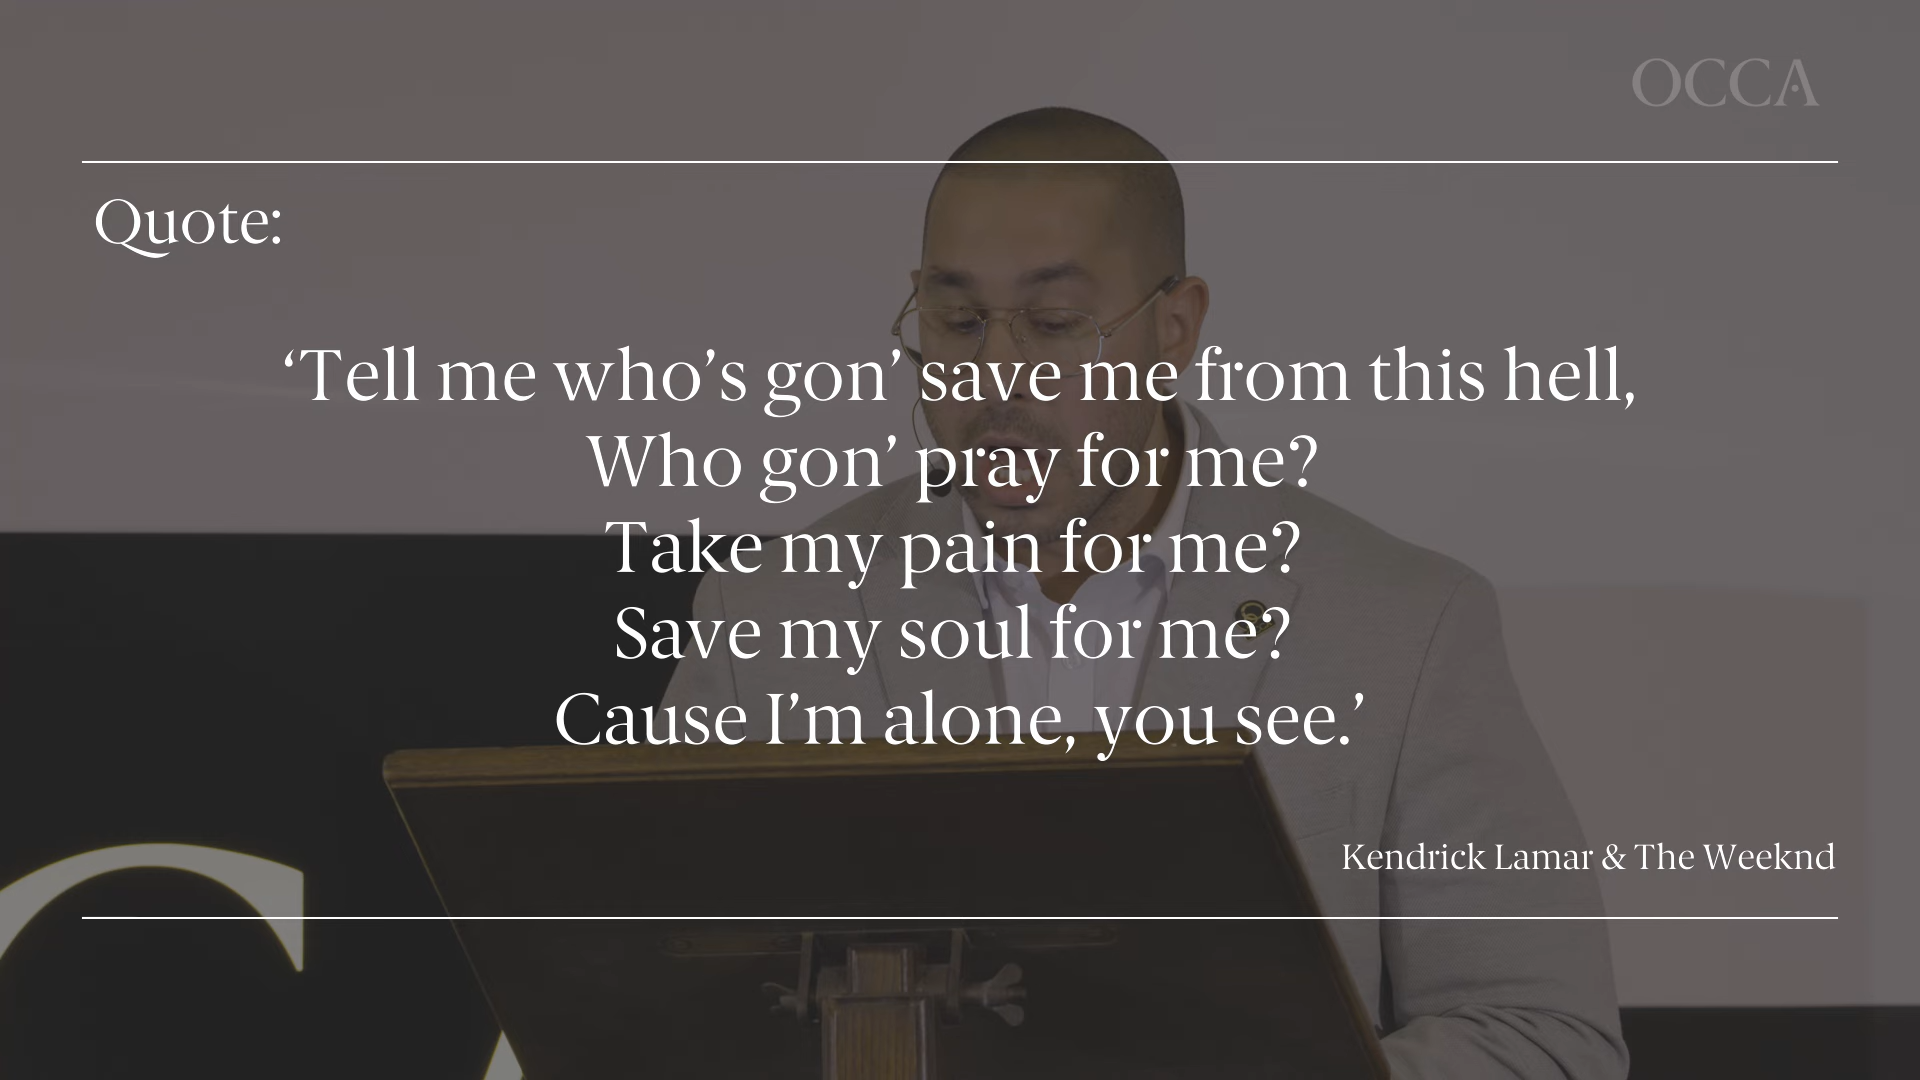 OCCA
Quote:
‘Tell me who’s gon’ save me from this hell,
Who gon’ pray for me?
Take my pain for me?
Save my soul for me?
Cause I’m alone, you see.’
Kendrick Lamar & The Weeknd
C